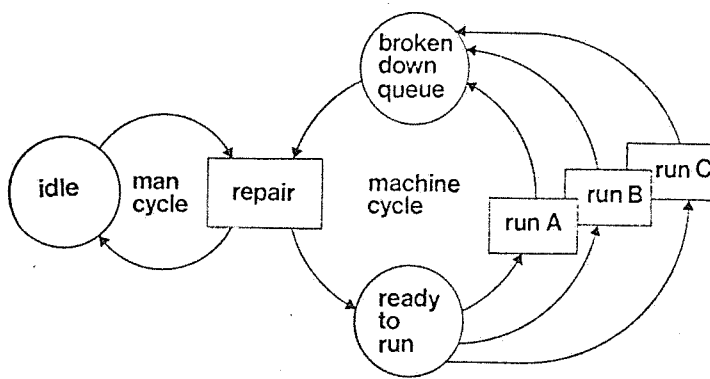 broken
down
queue
idle
man
cycle
repair
machine
cycle
run A
run B
run C
ready
to
run